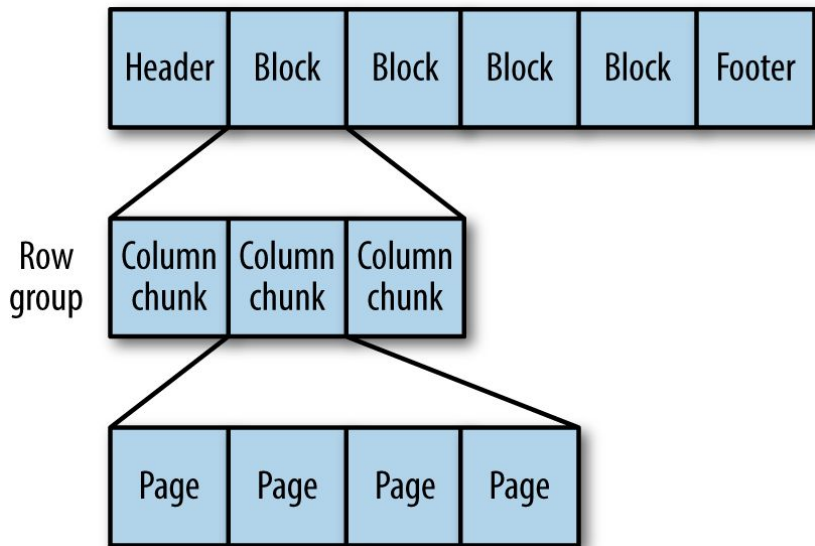 Header Block Block Block Block Footer
Row group
Column chunk
Column chunk
Column chunk
Page Page Page Page